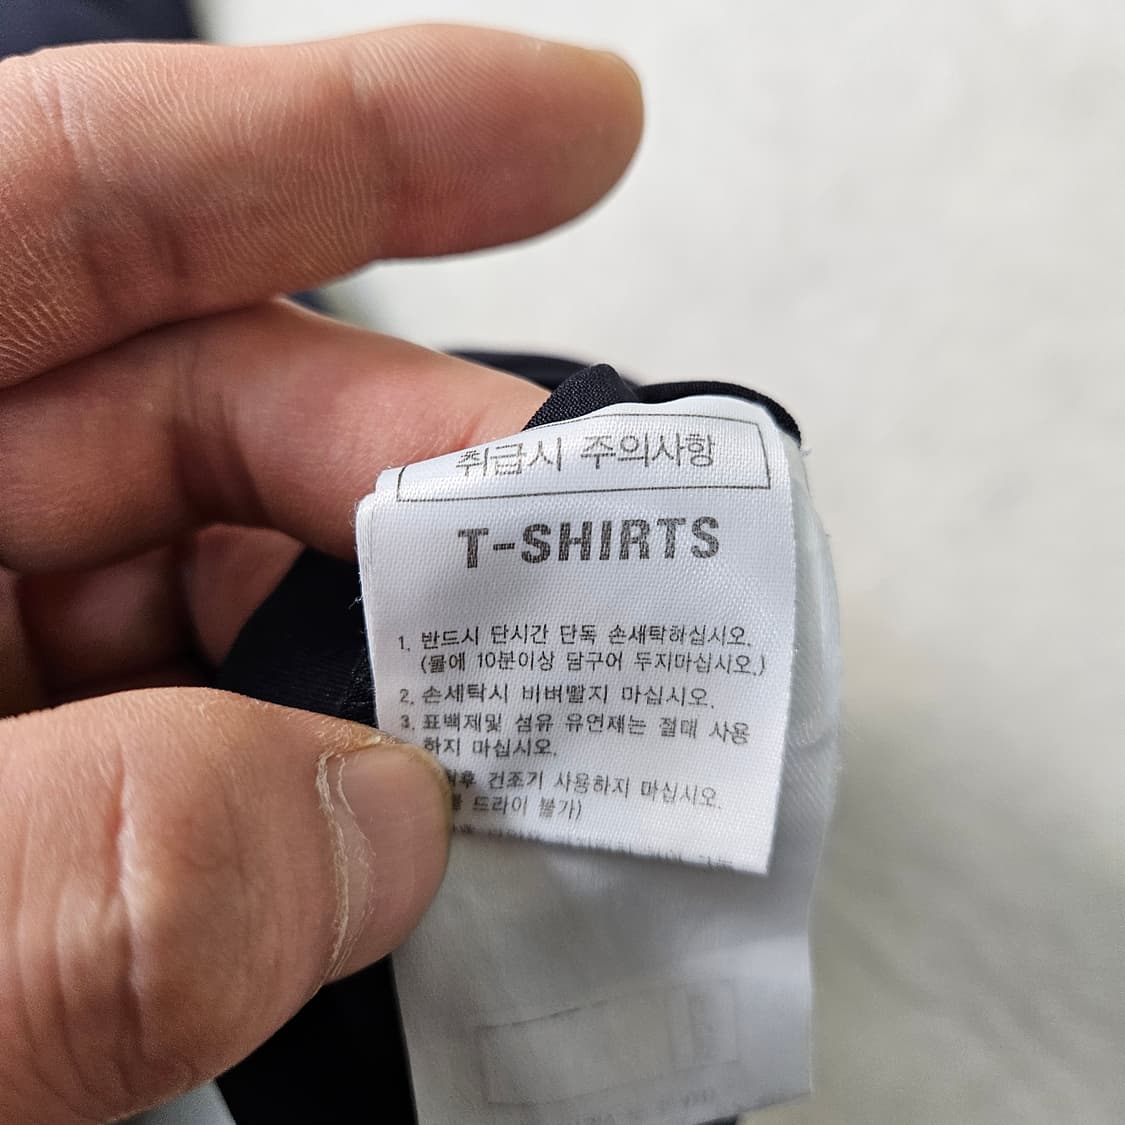 취급시 주의사항
T-SHIRTS
1. 반드시 단시간 단독 손세탁하십시오.
(물에 10분이상 담구어 두지마십시오.)
2. 손세탁시 비벼빨지 마십시오.
3. 표백제및 섬유 유연제는 절대 사용
하지 마십시오.
건조기 사용하지 마십시오.
드라이 불가)